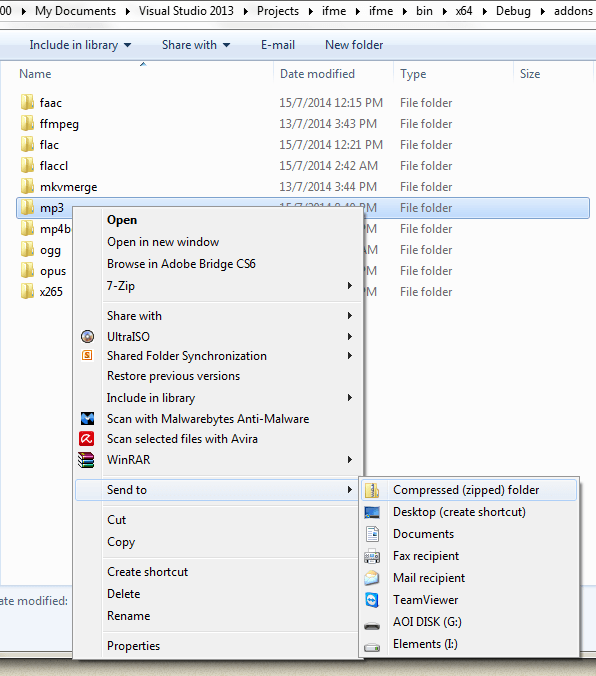 00 ▸ My Documents ▸ Visual Studio 2013 ▸ Projects ▸ ifme ▸ ifme ▸ bin ▸ x64 ▸ Debug ▸ addons
Include in library Share with E-mail New folder
Name Date modified Type Size
faac 15/7/2014 12:15 PM File folder
ffmpeg 13/7/2014 3:43 PM File folder
flac 15/7/2014 12:21 PM File folder
flaccl 15/7/2014 2:42 AM File folder
mkvmerge 13/7/2014 3:44 PM File folder
mp3 PM File folder
mp4b PM File folder
ogg AM File folder
opus PM File folder
x265 PM File folder
Open
Open in new window
Browse in Adobe Bridge CS6
7-Zip
Share with
UltraISO
Shared Folder Synchronization
Restore previous versions
Include in library
Scan with Malwarebytes Anti-Malware
Scan selected files with Avira
WinRAR
Send to
Cut
Copy
Create shortcut
Delete
Rename
Properties
Compressed (zipped) folder
Desktop (create shortcut)
Documents
Fax recipient
Mail recipient
TeamViewer
AOI DISK (G:)
Elements (I:)
ate modified: